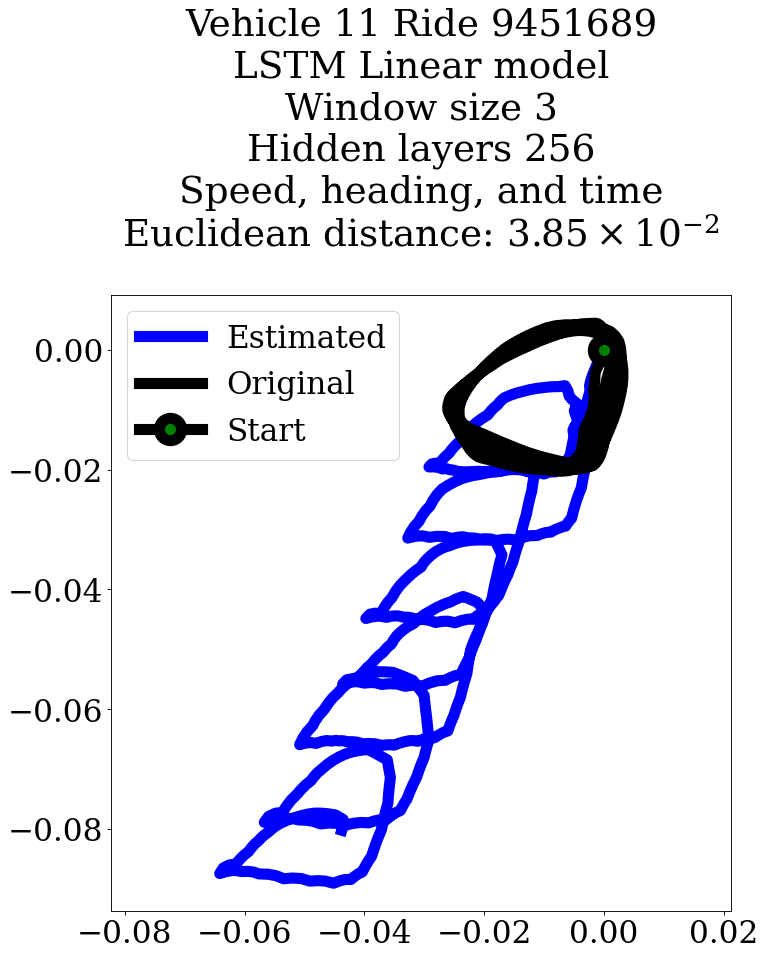 Vehicle 11 Ride 9451689
LSTM Linear model
Window size 3
Hidden layers 256
Speed, heading, and time
Euclidean distance: 3.85 × 10⁻²
Estimated
Original
Start
0.00
−0.02
−0.04
−0.06
−0.08
−0.08 −0.06 −0.04 −0.02 0.00 0.02